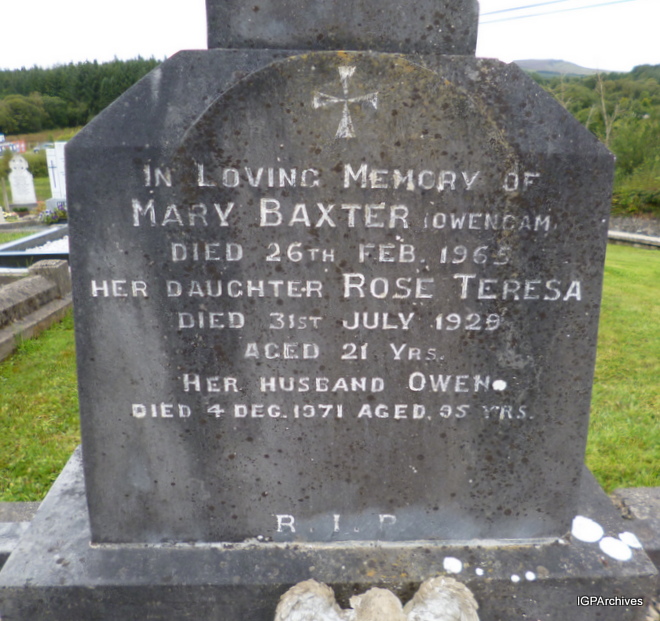 IN LOVING MEMORY OF
MARY BAXTER (OWENGAM)
DIED 26TH FEB. 1965
HER DAUGHTER ROSE TERESA
DIED 31ST JULY 1929
AGED 21 YRS.
HER HUSBAND OWEN
DIED 4 DEC. 1971 AGED. 95 YRS.
R.I.P.
IGPArchives